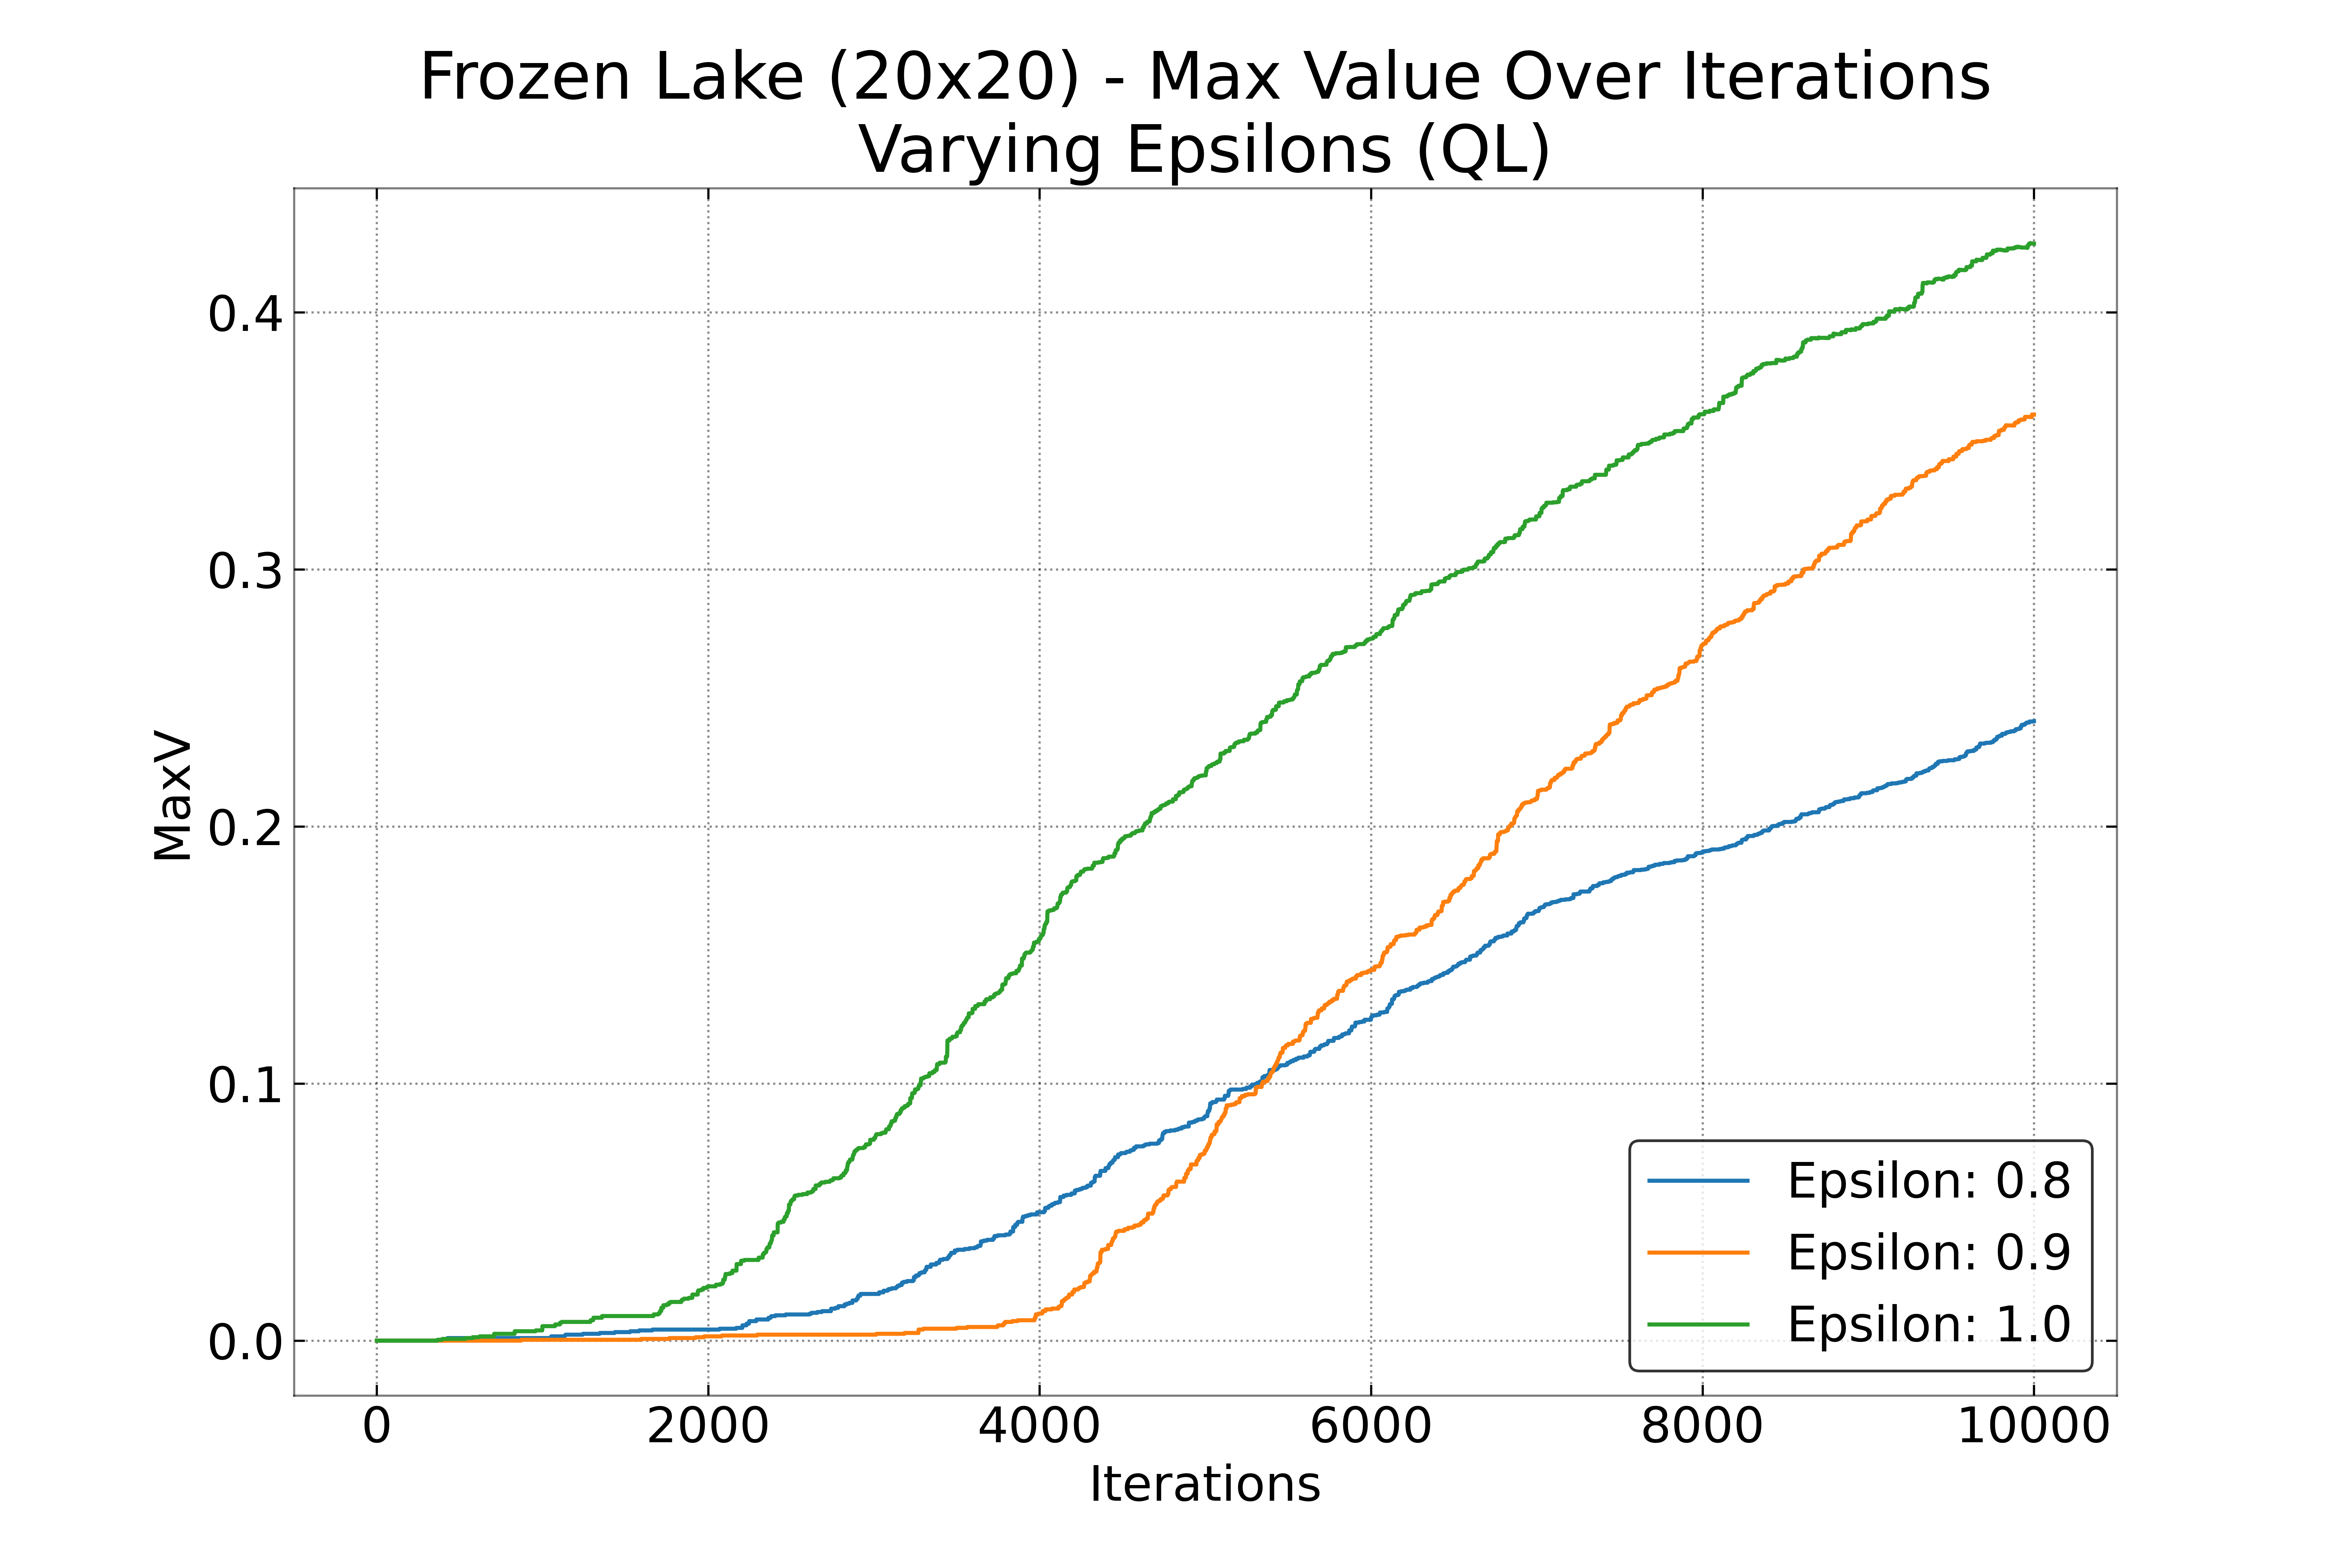 Frozen Lake (20x20) - Max Value Over Iterations
Varying Epsilons (QL)
MaxV
0.4
0.3
0.2
0.1
0.0
Epsilon: 0.8
Epsilon: 0.9
Epsilon: 1.0
0 2000 4000 6000 8000 10000
Iterations